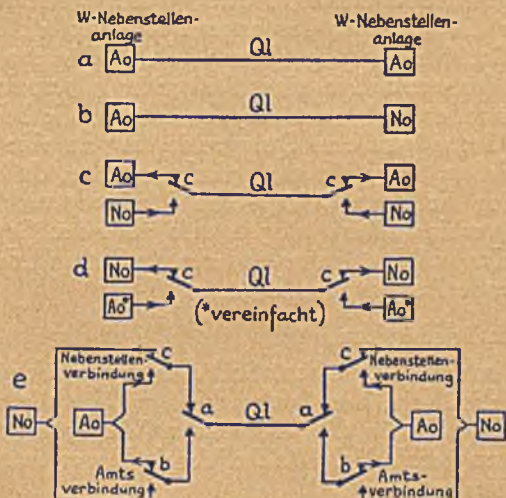 W-Nebenstellen-
anlage
W-Nebenstellen-
anlage
a Ao Ql Ao
b Ao Ql No
c Ao c Ql c Ao
No No
d No c Ql c No
Ao* (*vereinfacht) Ao*
e
c c
Nebenstellen-
verbindung
Nebenstellen-
verbindung
No Ao a Ql a Ao No
b b
Amts
verbindung
Amts-
verbindung